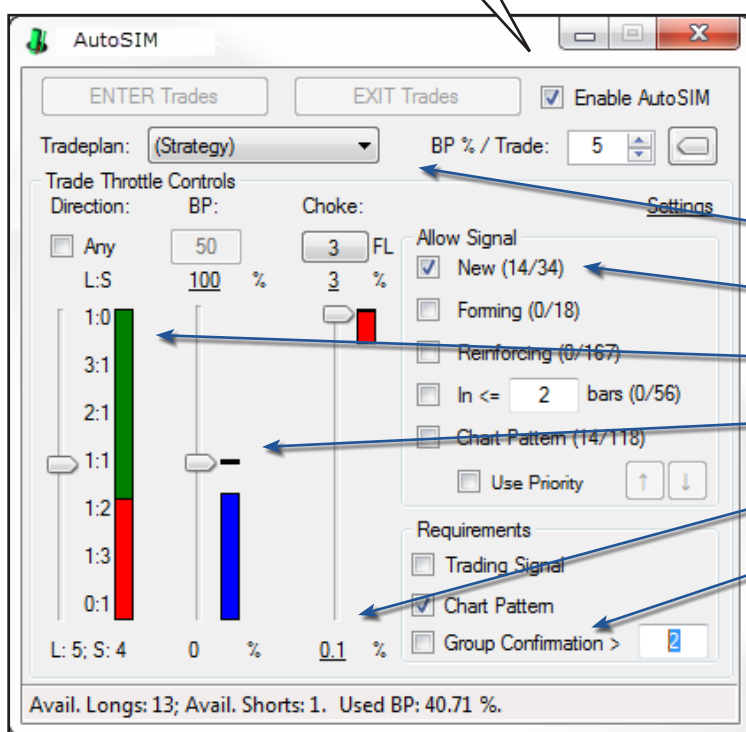 AutoSIM
ENTER Trades
EXIT Trades
Enable AutoSIM
Tradeplan: (Strategy)
BP % / Trade: 5
Trade Throttle Controls
Direction: BP: Choke:
Settings
Any 50 3 FL
L:S 100 % 3 %
1:0
3:1
2:1
1:1
1:2
1:3
0:1
L: 5; S: 4 0 % 0.1 %
Allow Signal
New (14/34)
Forming (0/18)
Reinforcing (0/167)
In <= 2 bars (0/56)
Chart Pattern (14/118)
Use Priority ↑ ↓
Requirements
Trading Signal
Chart Pattern
Group Confirmation > 2
Avail. Longs: 13; Avail. Shorts: 1. Used BP: 40.71 %.